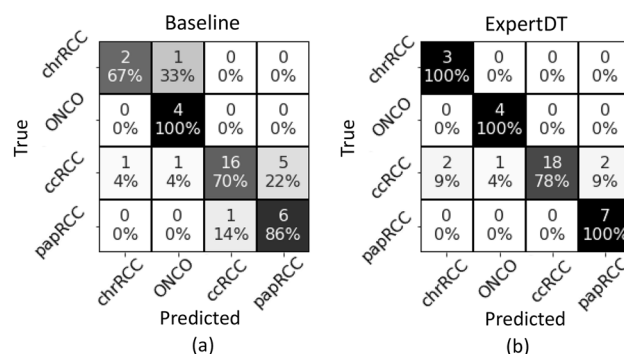 Baseline
chrRCC 2 1 0 0
67% 33% 0% 0%
ONCO 0 4 0 0
0% 100% 0% 0%
ccRCC 1 1 16 5
4% 4% 70% 22%
papRCC 0 0 1 6
0% 0% 14% 86%
True
chrRCC ONCO ccRCC papRCC
Predicted
(a)
ExpertDT
chrRCC 3 0 0 0
100% 0% 0% 0%
ONCO 0 4 0 0
0% 100% 0% 0%
ccRCC 2 1 18 2
9% 4% 78% 9%
papRCC 0 0 0 7
0% 0% 0% 100%
True
chrRCC ONCO ccRCC papRCC
Predicted
(b)